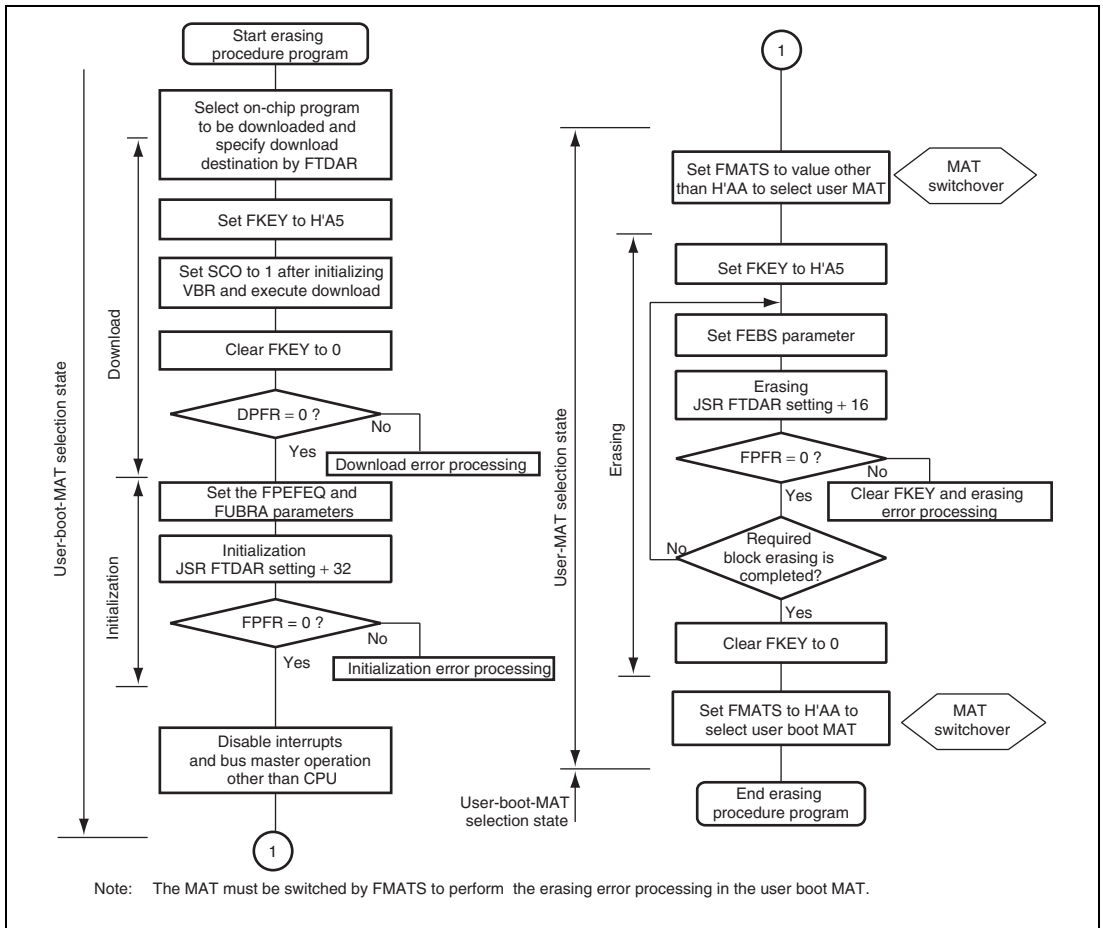 Start erasing
procedure program
Select on-chip program
to be downloaded and
specify download
destination by FTDAR
Set FKEY to H'A5
Set SCO to 1 after initializing
VBR and execute download
Clear FKEY to 0
DPFR = 0 ?
No
Yes
Download error processing
Set the FPEFEQ and
FUBRA parameters
Initialization
JSR FTDAR setting + 32
FPFR = 0 ?
No
Yes
Initialization error processing
Disable interrupts
and bus master operation
other than CPU
1
User-boot-MAT selection state
Download
Initialization
1
Set FMATS to value other
than H'AA to select user MAT
MAT
switchover
Set FKEY to H'A5
Set FEBS parameter
Erasing
JSR FTDAR setting + 16
FPFR = 0 ?
No
Yes
Clear FKEY and erasing
error processing
Required
block erasing is
completed?
No
Yes
Clear FKEY to 0
Set FMATS to H'AA to
select user boot MAT
MAT
switchover
End erasing
procedure program
User-MAT selection state
Erasing
User-boot-MAT
selection state
Note: The MAT must be switched by FMATS to perform the erasing error processing in the user boot MAT.